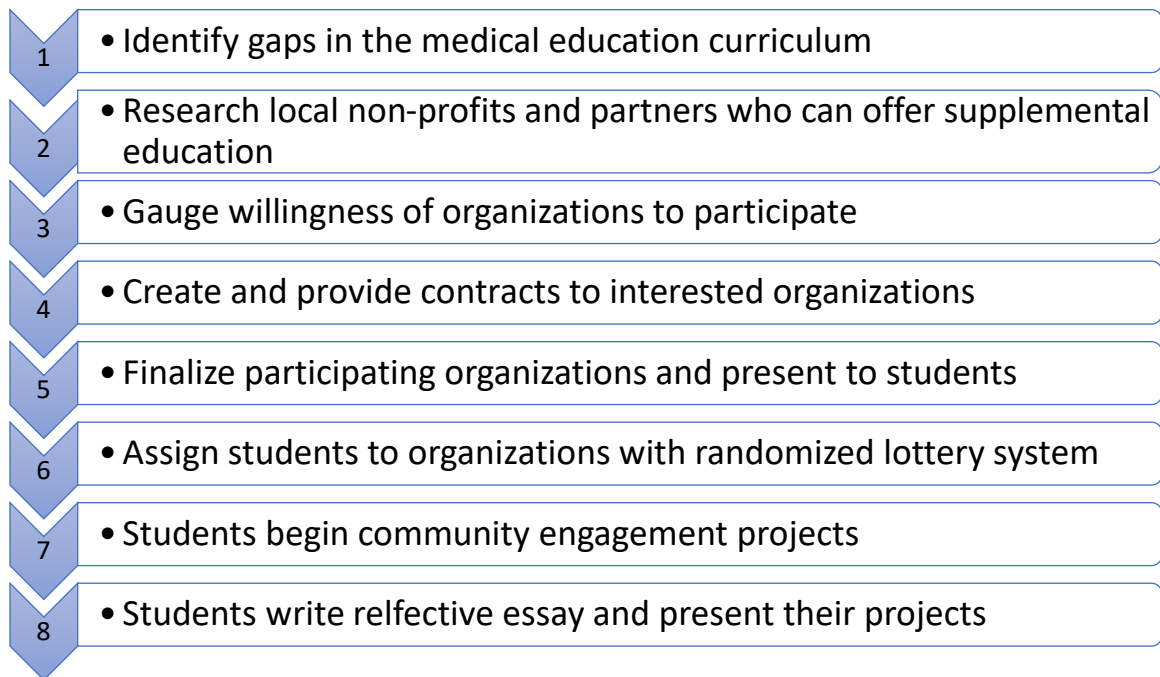 1
• Identify gaps in the medical education curriculum
2
• Research local non-profits and partners who can offer supplemental
education
3
• Gauge willingness of organizations to participate
4
• Create and provide contracts to interested organizations
5
• Finalize participating organizations and present to students
6
• Assign students to organizations with randomized lottery system
7
• Students begin community engagement projects
8
• Students write relfective essay and present their projects